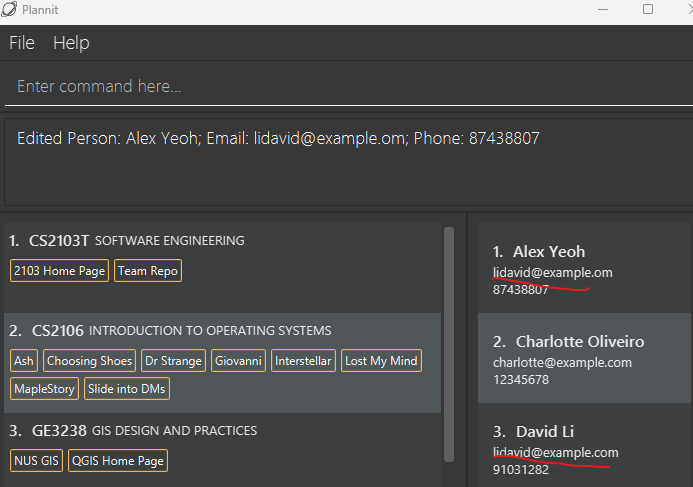 Plannit
File Help
Enter command here...
Edited Person: Alex Yeoh; Email: lidavid@example.om; Phone: 87438807
1. CS2103T SOFTWARE ENGINEERING
2103 Home Page Team Repo
2. CS2106 INTRODUCTION TO OPERATING SYSTEMS
Ash Choosing Shoes Dr Strange Giovanni Interstellar Lost My Mind
MapleStory Slide into DMs
3. GE3238 GIS DESIGN AND PRACTICES
NUS GIS QGIS Home Page
1. Alex Yeoh
lidavid@example.om
87438807
2. Charlotte Oliveiro
charlotte@example.com
12345678
3. David Li
lidavid@example.com
91031282